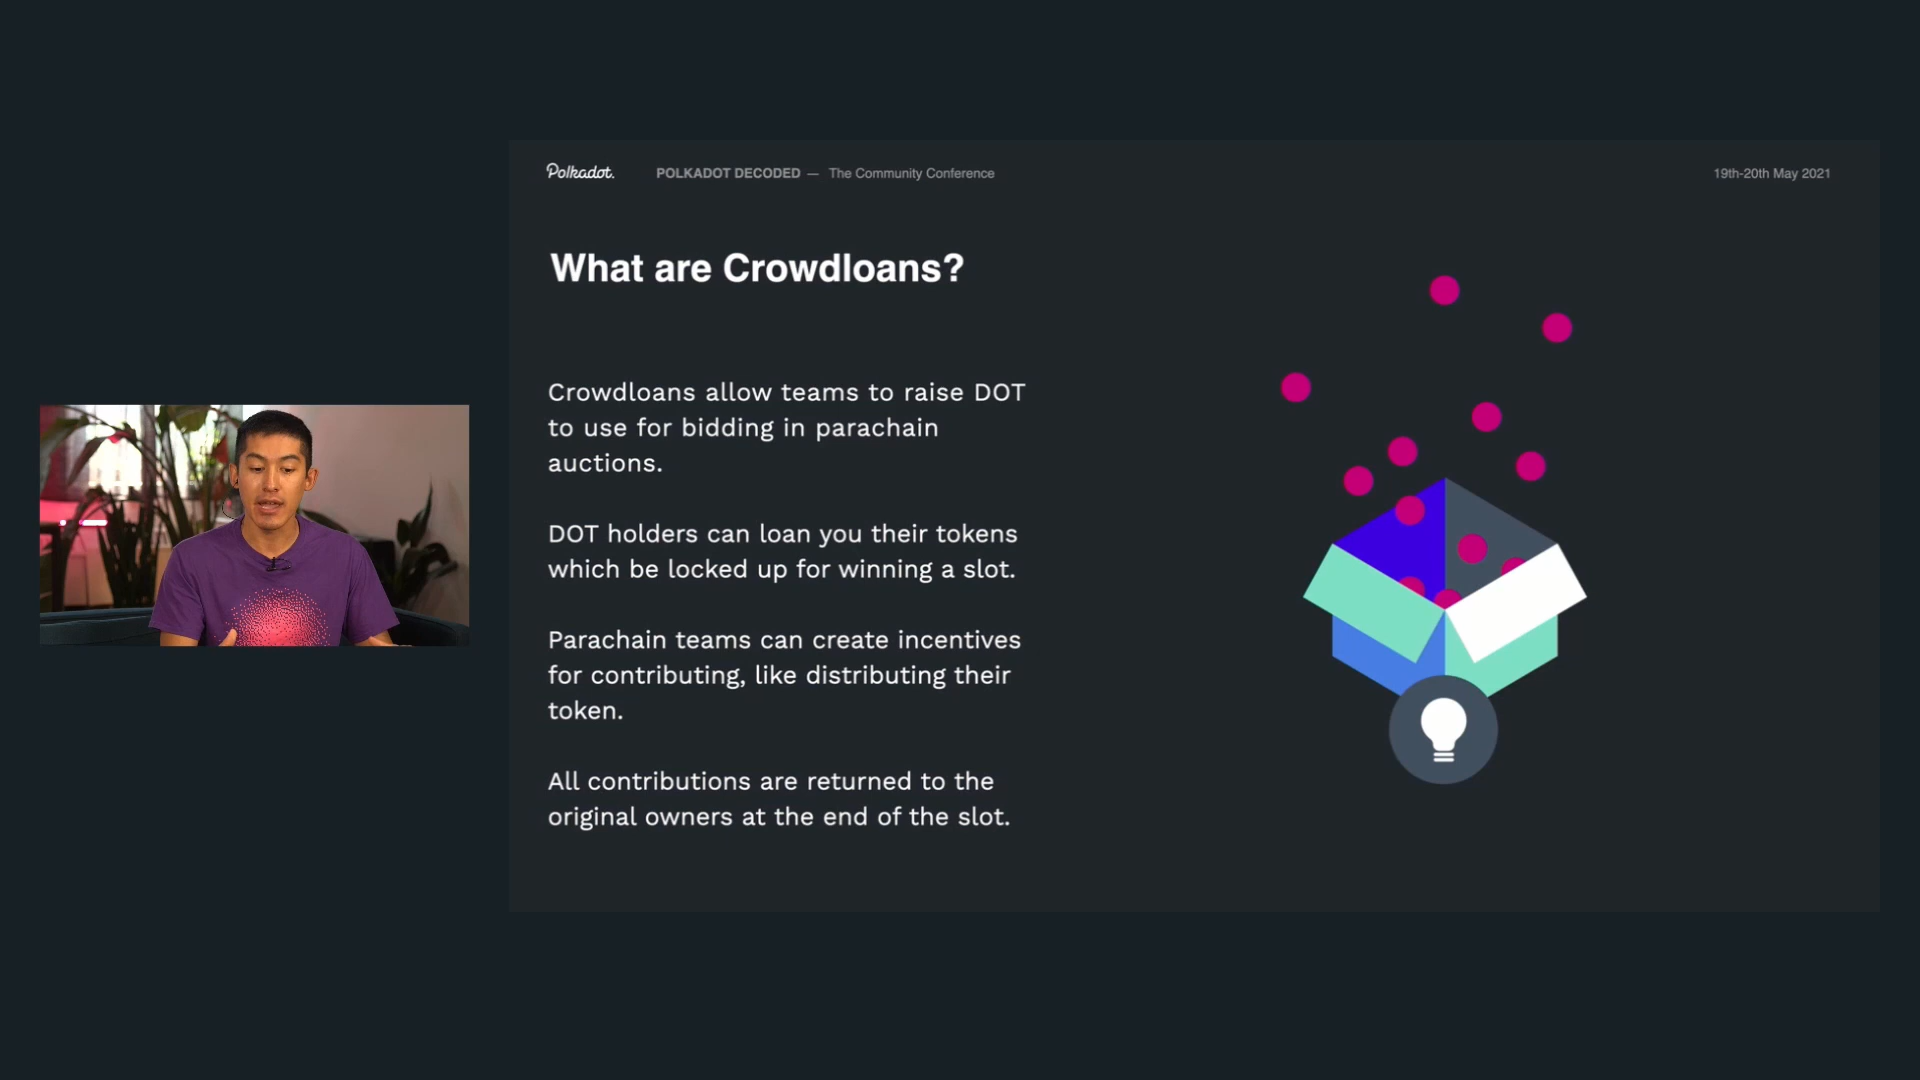 Polkadot.
POLKADOT DECODED — The Community Conference
19th-20th May 2021
What are Crowdloans?
Crowdloans allow teams to raise DOT
to use for bidding in parachain
auctions.
DOT holders can loan you their tokens
which be locked up for winning a slot.
Parachain teams can create incentives
for contributing, like distributing their
token.
All contributions are returned to the
original owners at the end of the slot.